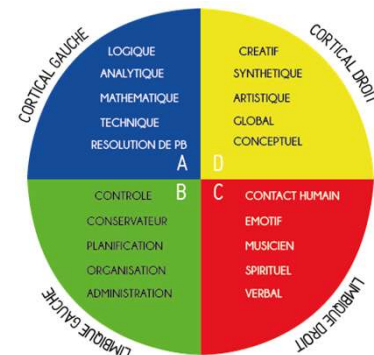 CORTICAL GAUCHE
LOGIQUE
ANALYTIQUE
MATHEMATIQUE
TECHNIQUE
RESOLUTION DE PB
A
CORTICAL DROIT
CREATIF
SYNTHETIQUE
ARTISTIQUE
GLOBAL
CONCEPTUEL
D
B
CONTROLE
CONSERVATEUR
PLANIFICATION
ORGANISATION
ADMINISTRATION
LIMBIQUE GAUCHE
C
CONTACT HUMAIN
EMOTIF
MUSICIEN
SPIRITUEL
VERBAL
LIMBIQUE DROIT